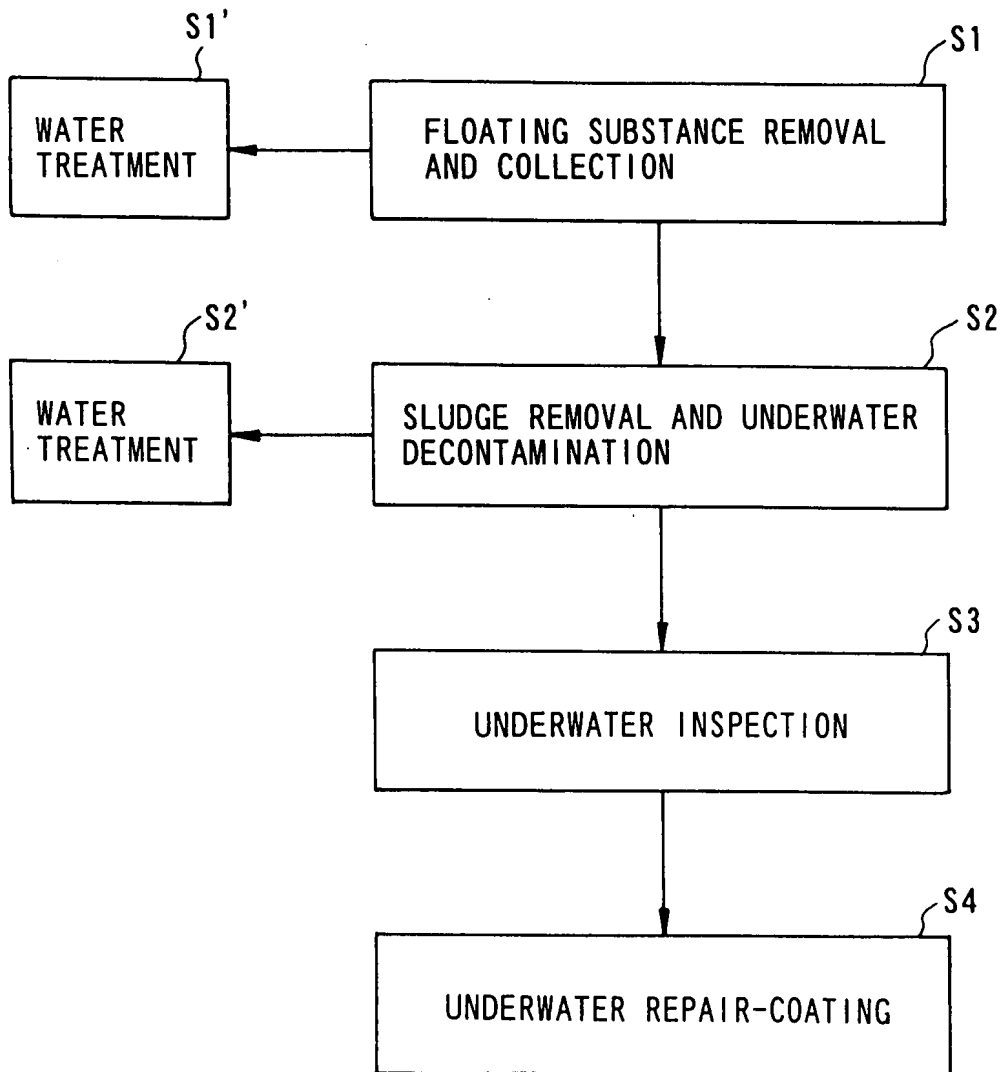 S1'
S1
WATER
TREATMENT
FLOATING SUBSTANCE REMOVAL
AND COLLECTION
S2'
S2
WATER
TREATMENT
SLUDGE REMOVAL AND UNDERWATER
DECONTAMINATION
S3
UNDERWATER INSPECTION
S4
UNDERWATER REPAIR-COATING